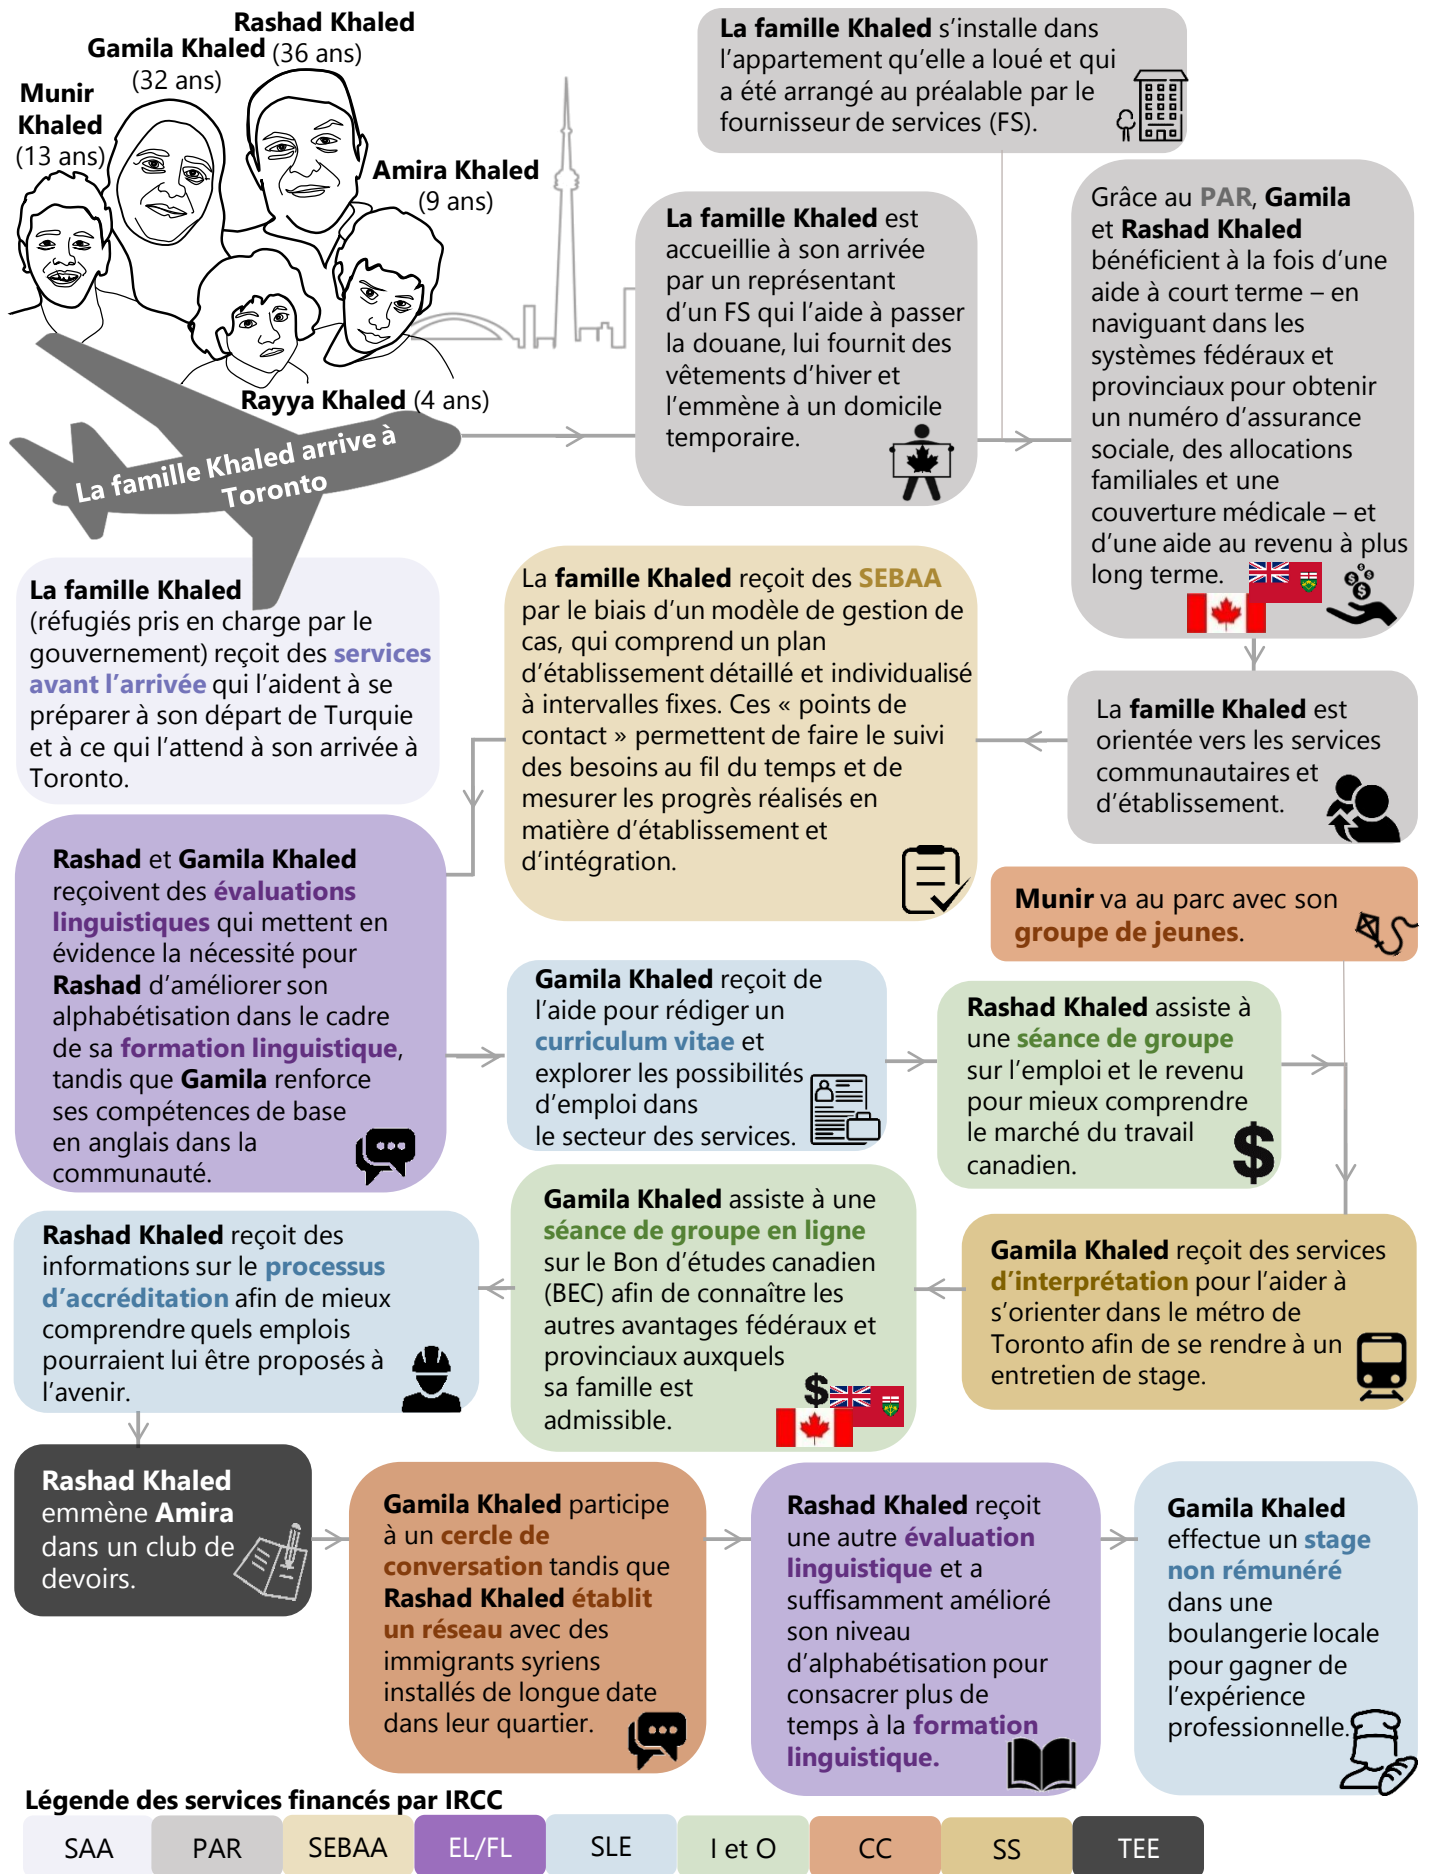 Rashad Khaled
(36 ans)
Gamila Khaled
(32 ans)
Munir
Khaled
(13 ans)
Amira Khaled
(9 ans)
Rayya Khaled (4 ans)
La famille Khaled arrive à
Toronto
La famille Khaled
(réfugiés pris en charge par le
gouvernement) reçoit des services
avant l'arrivée qui l'aident à se
préparer à son départ de Turquie
et à ce qui l'attend à son arrivée à
Toronto.
La famille Khaled est
accueillie à son arrivée
par un représentant
d'un FS qui l'aide à passer
la douane, lui fournit des
vêtements d'hiver et
l'emmène à un domicile
temporaire.
La famille Khaled s'installe dans
l'appartement qu'elle a loué et qui
a été arrangé au préalable par le
fournisseur de services (FS).
Grâce au PAR, Gamila
et Rashad Khaled
bénéficient à la fois d'une
aide à court terme – en
naviguant dans les
systèmes fédéraux et
provinciaux pour obtenir
un numéro d'assurance
sociale, des allocations
familiales et une
couverture médicale – et
d'une aide au revenu à plus
long terme.
La famille Khaled est
orientée vers les services
communautaires et
d'établissement.
La famille Khaled reçoit des SEBAA
par le biais d'un modèle de gestion de
cas, qui comprend un plan
d'établissement détaillé et individualisé
à intervalles fixes. Ces « points de
contact » permettent de faire le suivi
des besoins au fil du temps et de
mesurer les progrès réalisés en
matière d'établissement et
d'intégration.
Rashad et Gamila Khaled
reçoivent des évaluations
linguistiques qui mettent en
évidence la nécessité pour
Rashad d'améliorer son
alphabétisation dans le cadre
de sa formation linguistique,
tandis que Gamila renforce
ses compétences de base
en anglais dans la
communauté.
Gamila Khaled reçoit de
l'aide pour rédiger un
curriculum vitae et
explorer les possibilités
d'emploi dans
le secteur des services.
Rashad Khaled assiste à
une séance de groupe
sur l'emploi et le revenu
pour mieux comprendre
le marché du travail
canadien.
$
Munir va au parc avec son
groupe de jeunes.
Gamila Khaled reçoit des services
d'interprétation pour l'aider à
s'orienter dans le métro de
Toronto afin de se rendre à un
entretien de stage.
Gamila Khaled assiste à une
séance de groupe en ligne
sur le Bon d'études canadien
(BEC) afin de connaître les
autres avantages fédéraux et
provinciaux auxquels
sa famille est
admissible.
$
Rashad Khaled reçoit des
informations sur le processus
d'accréditation afin de mieux
comprendre quels emplois
pourraient lui être proposés à
l'avenir.
Rashad Khaled
emmène Amira
dans un club de
devoirs.
Gamila Khaled participe
à un cercle de
conversation tandis que
Rashad Khaled établit
un réseau avec des
immigrants syriens
installés de longue date
dans leur quartier.
Rashad Khaled reçoit
une autre évaluation
linguistique et a
suffisamment amélioré
son niveau
d'alphabétisation pour
consacrer plus de
temps à la formation
linguistique.
Gamila Khaled
effectue un stage
non rémunéré
dans une
boulangerie locale
pour gagner de
l'expérience
professionnelle.
Légende des services financés par IRCC
SAA
PAR
SEBAA
EL/FL
SLE
I et O
CC
SS
TEE